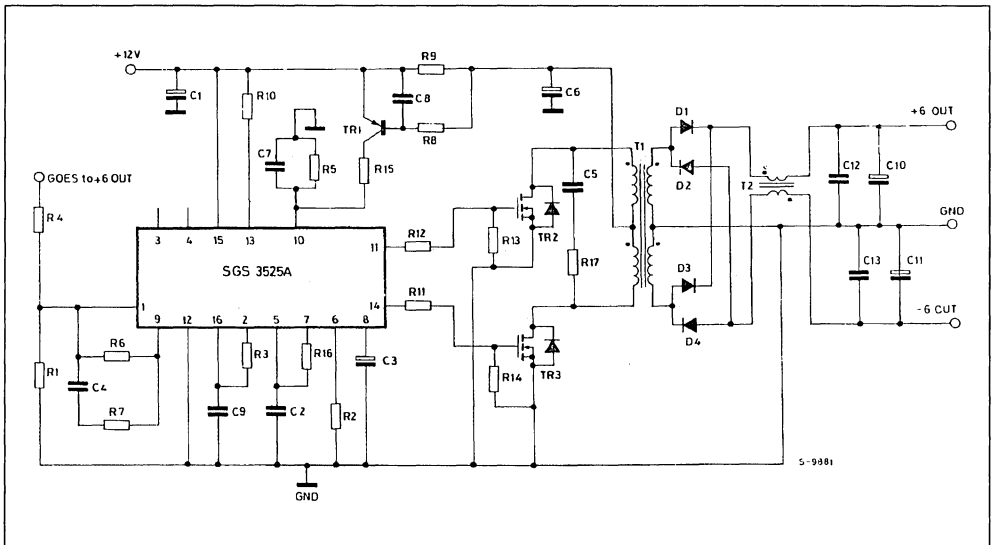 +12V
R9
C1
R10
C8
C6
TR1
R8
D1
+6 OUT
C7
R5
R15
T1
D2
T2
C12
C10
GOES to+6 OUT
C5
R4
3
4
15
13
10
11
R12
R13
TR2
GND
SGS 3525A
R17
D3
C13
C11
1
14
R11
9
12
16
2
5
7
6
8
-6 CUT
D4
R6
R3
R16
C3
TR3
R1
C4
R14
R7
C9
C2
R2
S-9881
GND